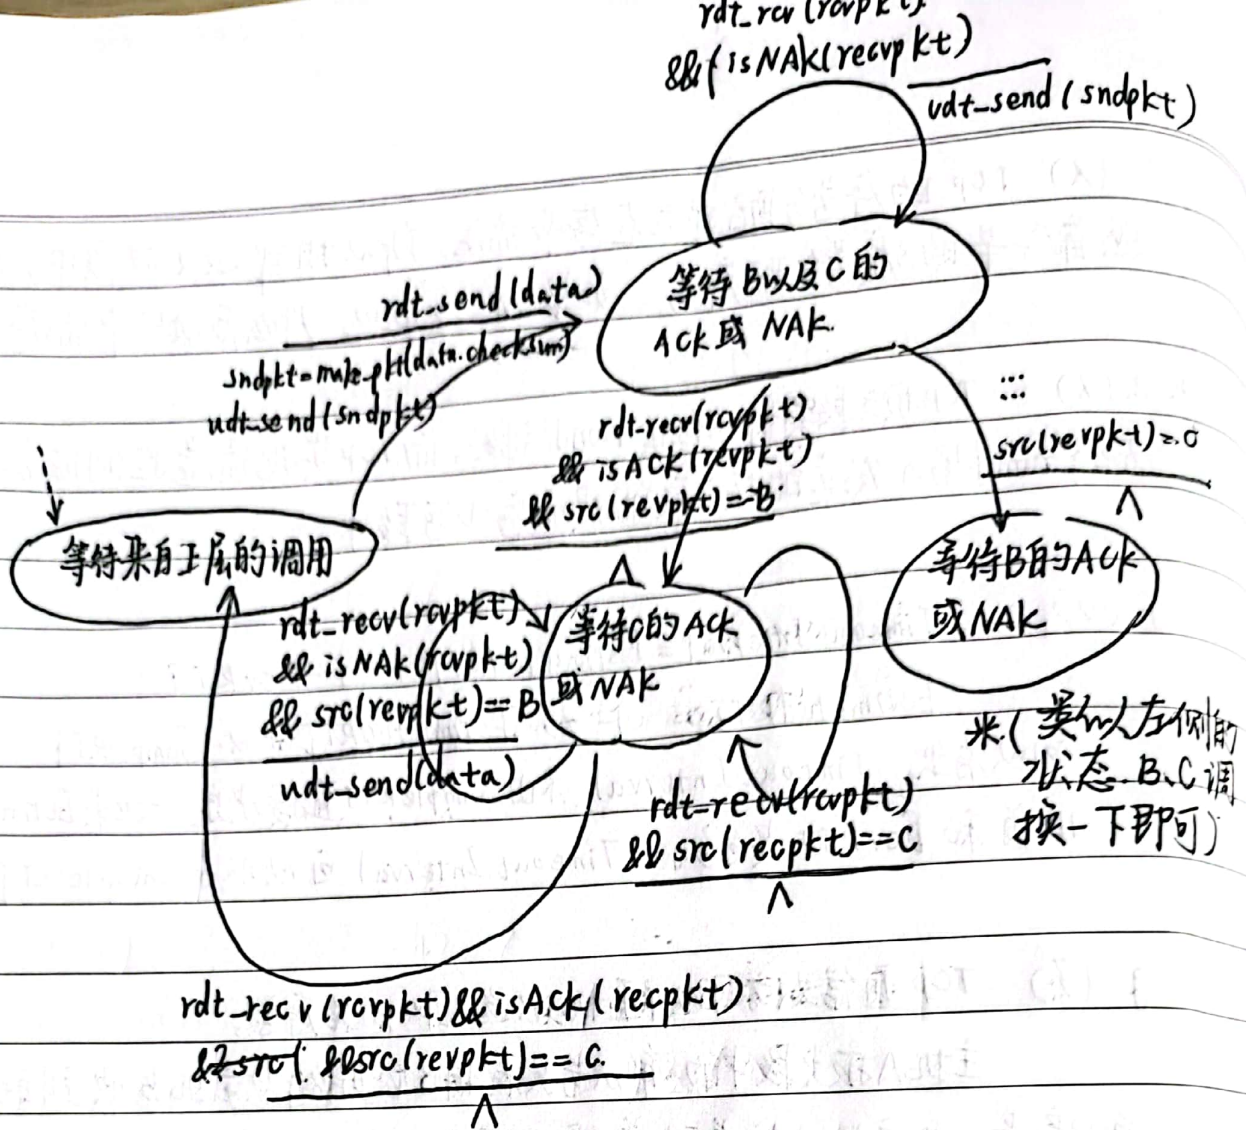 rdt_rcv(rcvpkt)
&&(isNAK(recvpkt)
udt_send(sndpkt)
等待B以及C的
ACK或NAK.
rdt_send(data)
sndpkt=make_pkt(data.checksum)
udt_send(sndpkt)
rdt_recv(rcvpkt)
&& isACK(revpkt)
&& src(revpkt)==B
Λ
...
src(revpkt)=C
Λ
等待来自上层的调用
等待C的ACK
或NAK
等待B的ACK
或NAK
rdt_recv(rcvpkt)
&& isNAK(rcvpkt)
&& src(revpkt)==B
udt_send(data)
rdt_recv(rcvpkt)
&& src(recpkt)==C
Λ
米(类似左侧的
状态.B.C调
换一下即可)
rdt_recv(rcvpkt)&&isACK(recpkt)
&&src( &&src(revpkt)==C.
Λ